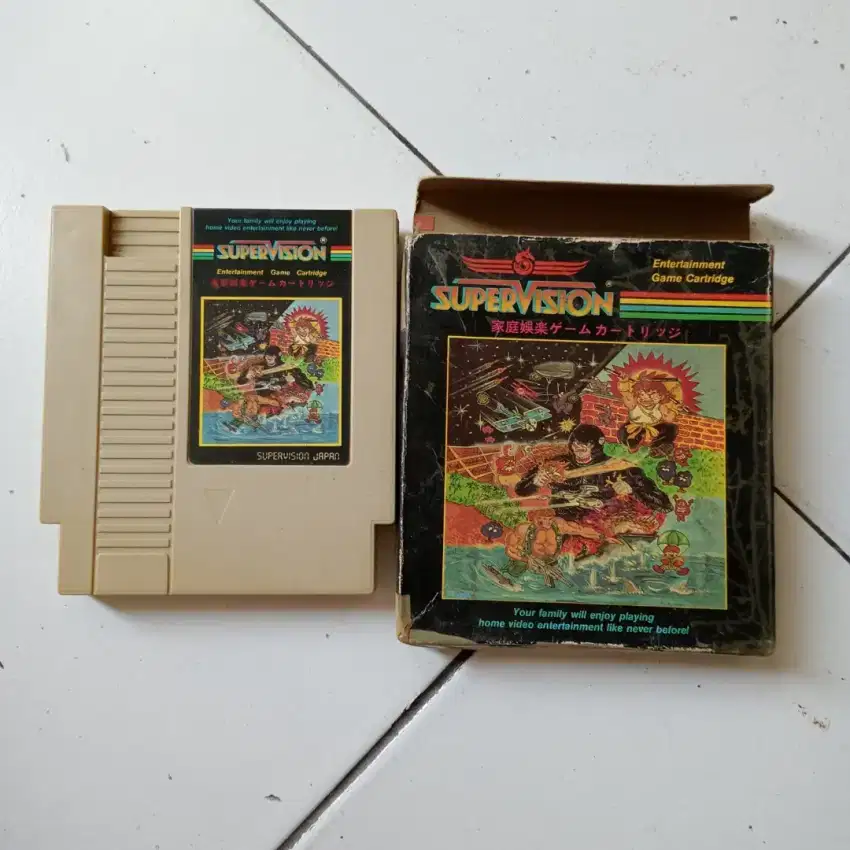 Your family will enjoy playing
home video entertainment like never before!
SUPERVISION®
Entertainment Game Cartridge
家庭娯楽ゲームカートリッジ
SUPERVISION JAPAN
Entertainment
Game Cartridge
SUPERVISION®
家庭娯楽ゲームカートリッジ
Your family will enjoy playing
home video entertainment like never before!